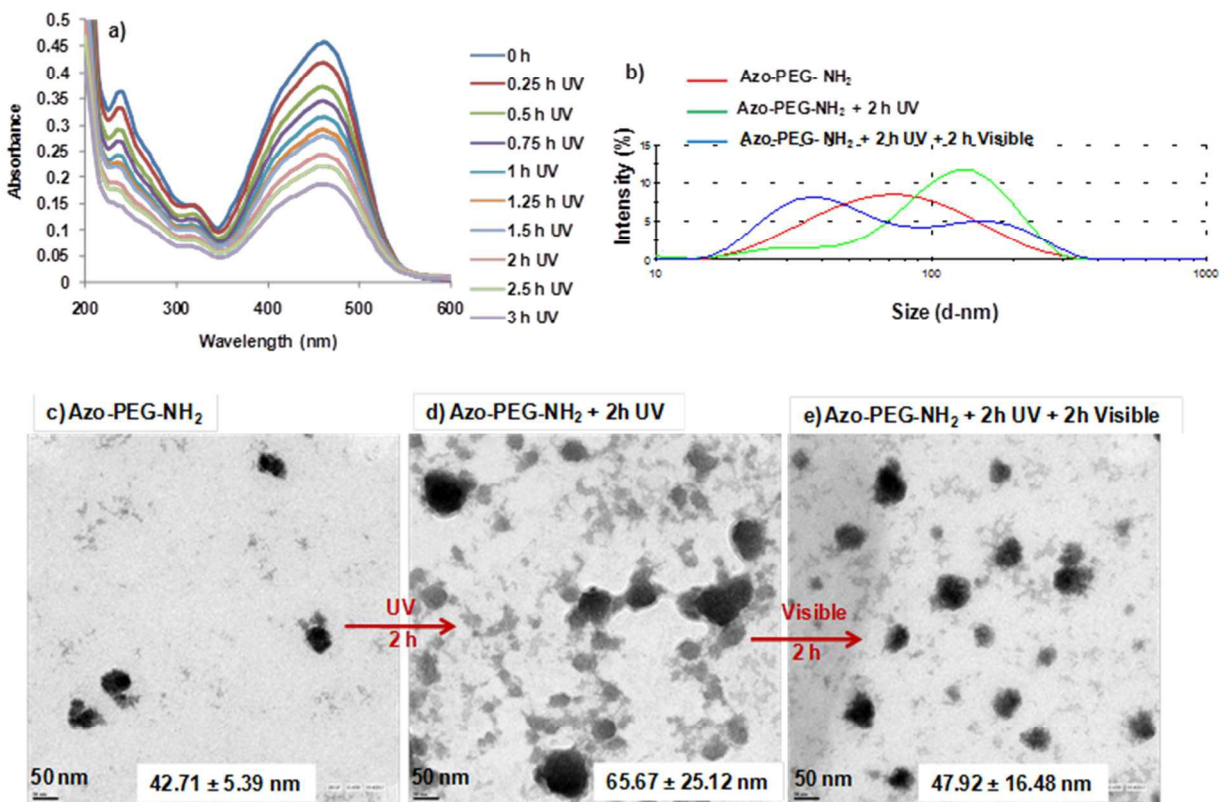 a)
0.5
0.45
0.4
0.35
0.3
0.25
0.2
0.15
0.1
0.05
0
Absorbance
200
300
400
500
600
Wavelength (nm)
0 h
0.25 h UV
0.5 h UV
0.75 h UV
1 h UV
1.25 h UV
1.5 h UV
2 h UV
2.5 h UV
3 h UV
b)
Azo-PEG- NH₂
Azo-PEG-NH₂ + 2 h UV
Azo-PEG- NH₂ + 2h UV + 2 h Visible
Intensity (%)
15
10
5
0
10
100
1000
Size (d-nm)
c) Azo-PEG-NH₂
d) Azo-PEG-NH₂ + 2h UV
e) Azo-PEG-NH₂ + 2h UV + 2h Visible
UV
2 h
Visible
2 h
50 nm
42.71 ± 5.39 nm
50 nm
65.67 ± 25.12 nm
50 nm
47.92 ± 16.48 nm